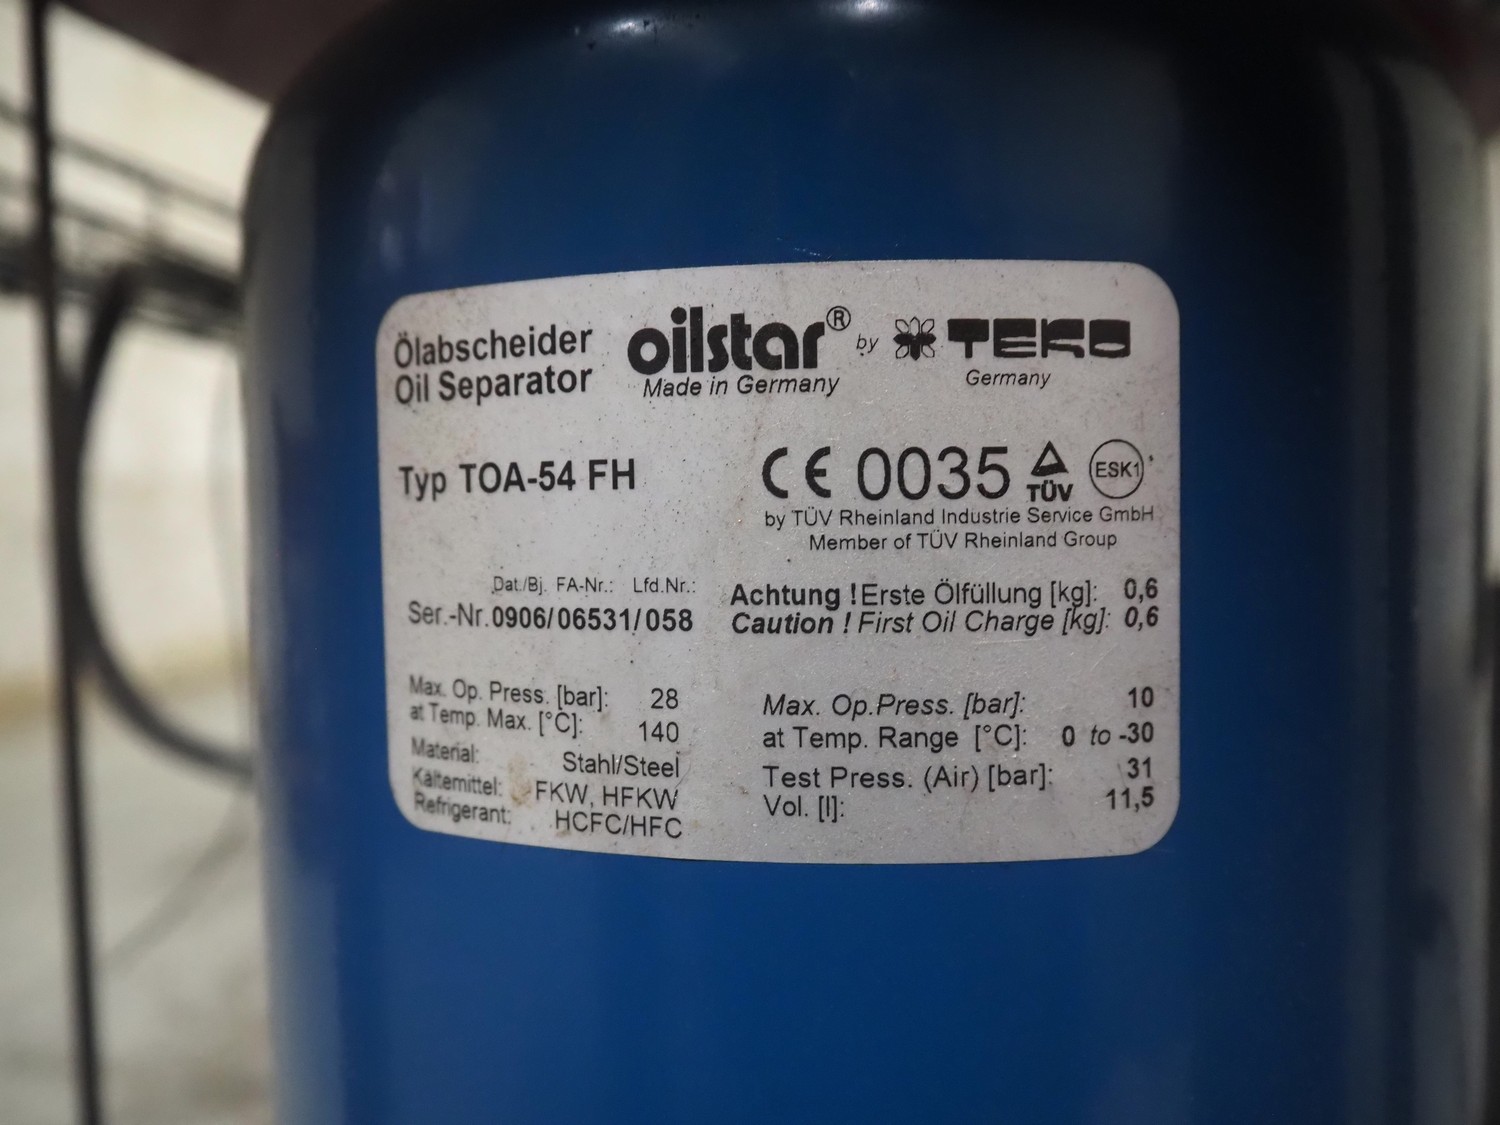 Ölabscheider
Oil Separator
oilstar® by TEKO
Made in Germany
Germany
Typ TOA-54 FH
CE 0035 TÜV ESK1
by TÜV Rheinland Industrie Service GmbH
Member of TÜV Rheinland Group
Dat./Bj. FA-Nr.: Lfd.Nr.:
Ser.-Nr. 0906/06531/058
Achtung ! Erste Ölfüllung [kg]: 0,6
Caution ! First Oil Charge [kg]: 0,6
Max. Op. Press. [bar]: 28
at Temp. Max. [°C]: 140
Material: Stahl/Steel
Kältemittel: FKW, HFKW
Refrigerant: HCFC/HFC
Max. Op.Press. [bar]: 10
at Temp. Range [°C]: 0 to -30
Test Press. (Air) [bar]: 31
Vol. [l]: 11,5